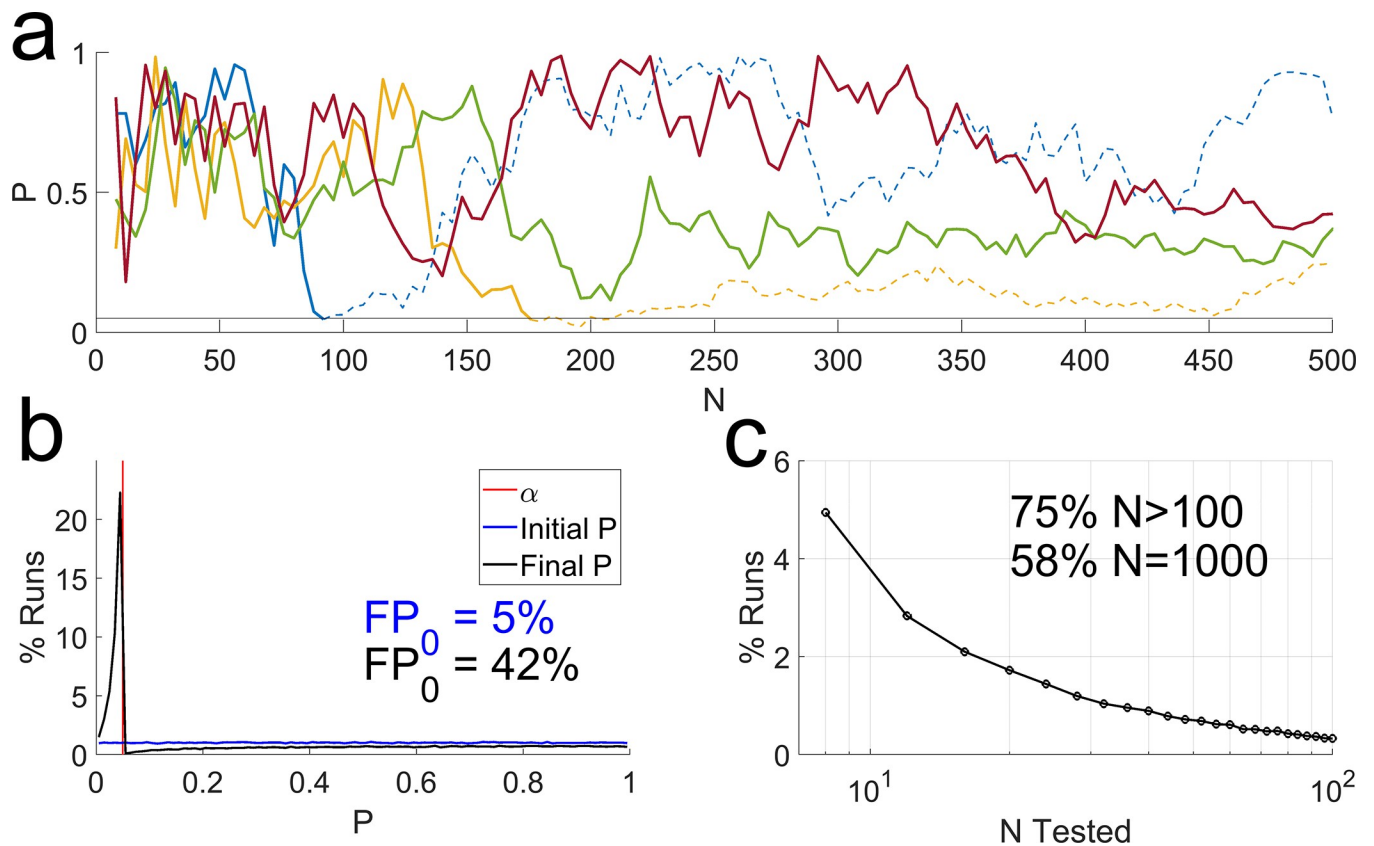 a
1
0.5
0
P
0 50 100 150 200 250 300 350 400 450 500
N
b
20
15
10
5
0
% Runs
α
Initial P
Final P
FP0 = 5%
FP0 = 42%
0 0.2 0.4 0.6 0.8 1
P
c
6
4
2
0
% Runs
75% N>100
58% N=1000
10^1 10^2
N Tested